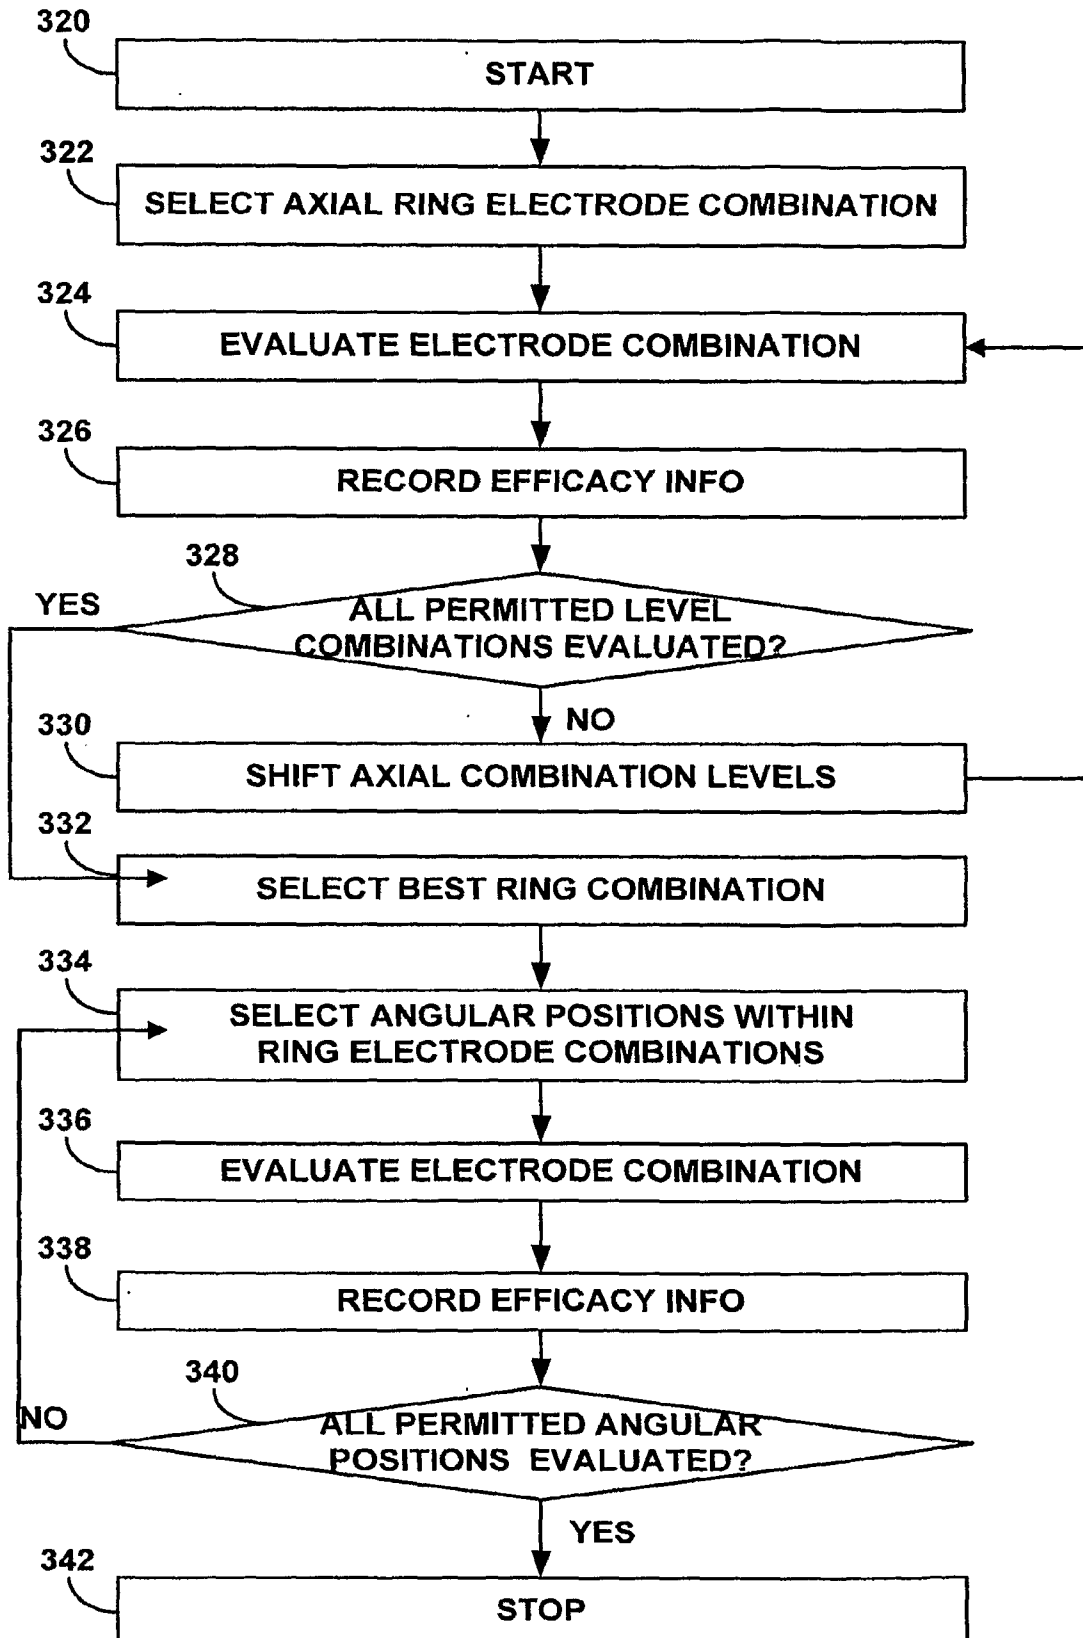 320
START
322
SELECT AXIAL RING ELECTRODE COMBINATION
324
EVALUATE ELECTRODE COMBINATION
326
RECORD EFFICACY INFO
328
YES
ALL PERMITTED LEVEL
COMBINATIONS EVALUATED?
NO
330
SHIFT AXIAL COMBINATION LEVELS
332
SELECT BEST RING COMBINATION
334
SELECT ANGULAR POSITIONS WITHIN
RING ELECTRODE COMBINATIONS
336
EVALUATE ELECTRODE COMBINATION
338
RECORD EFFICACY INFO
340
NO
ALL PERMITTED ANGULAR
POSITIONS EVALUATED?
YES
342
STOP